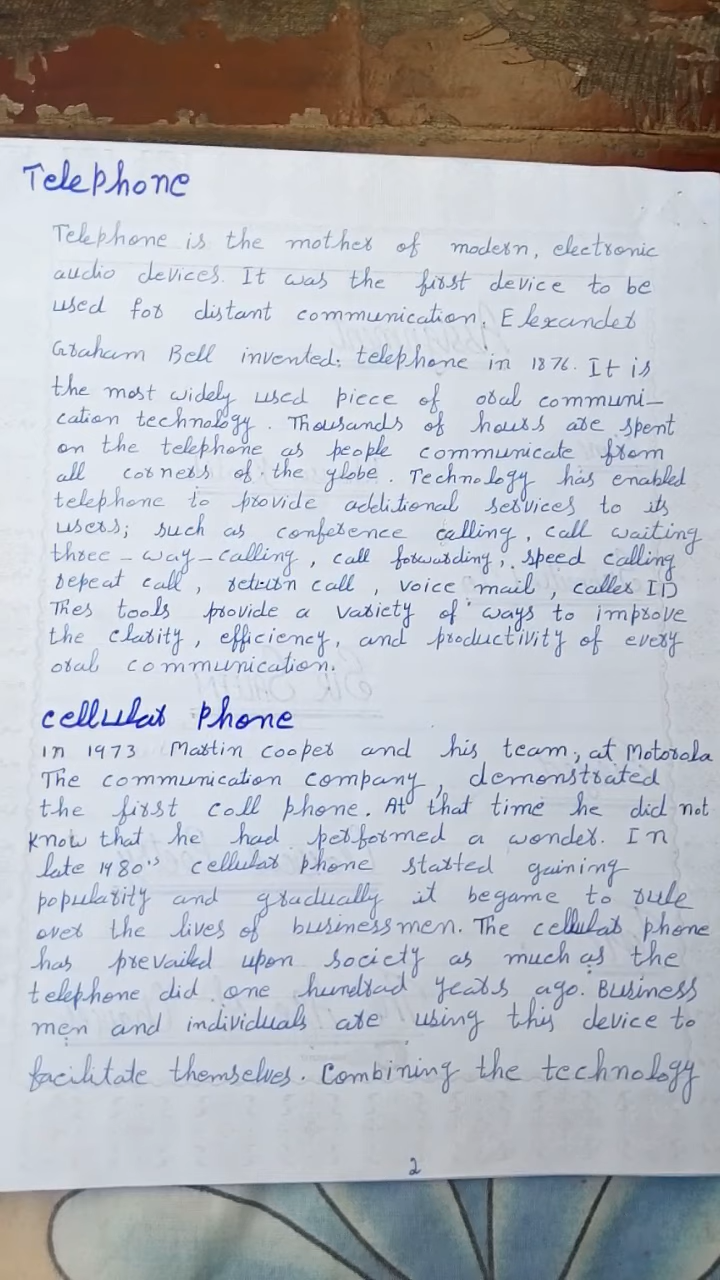 Telephone
Telephone is the mother of modern, electronic
audio devices. It was the first device to be
used for distant communication. Elexander
Graham Bell invented: telephone in 1876. It is
the most widely used piece of oral communi-
cation technology. Thousands of hours are spent
on the telephone as people communicate from
all corners of the globe. Technology has enabled
telephone to provide additional services to its
users; such as conference calling, call waiting
three-way-calling, call forwarding, speed calling
repeat call, return call, voice mail, caller ID
Thes tools provide a variety of ways to improve
the clarity, efficiency, and productivity of every
oral communication.
cellular phone
in 1973 Martin cooper and his team, at Motorola
The communication company, demonstrated
the first coll phone. At that time he did not
know that he had performed a wonder. In
late 1980's cellular phone started gaining
popularity and gradually it begame to rule
over the lives of businessmen. The cellular phone
has prevailed upon society as much as the
telephone did one hundrad years ago. Business
men and individuals are using this device to
facilitate themselves. Combining the technology
2